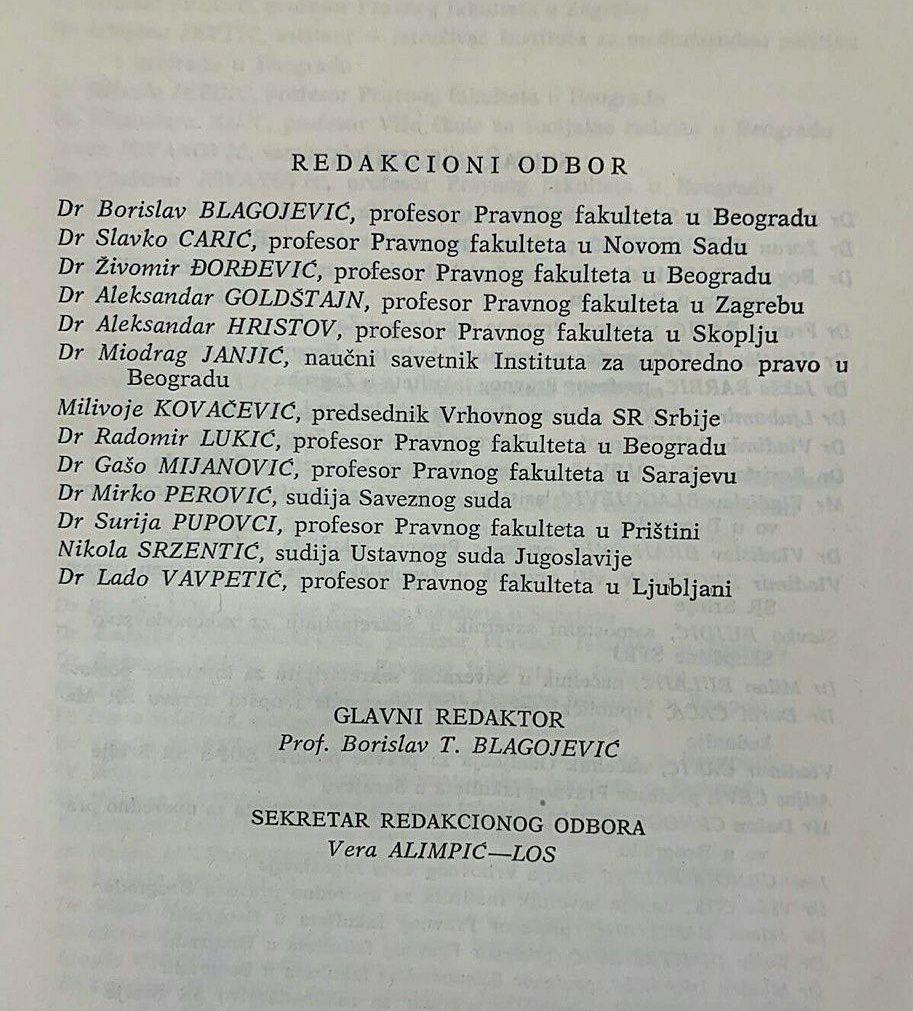 REDAKCIONI ODBOR
Dr Borislav BLAGOJEVIĆ, profesor Pravnog fakulteta u Beogradu
Dr Slavko CARIĆ, profesor Pravnog fakulteta u Novom Sadu
Dr Živomir ĐORĐEVIĆ, profesor Pravnog fakulteta u Beogradu
Dr Aleksandar GOLDŠTAJN, profesor Pravnog fakulteta u Zagrebu
Dr Aleksandar HRISTOV, profesor Pravnog fakulteta u Skoplju
Dr Miodrag JANJIĆ, naučni savetnik Instituta za uporedno pravo u
Beogradu
Milivoje KOVAČEVIĆ, predsednik Vrhovnog suda SR Srbije
Dr Radomir LUKIĆ, profesor Pravnog fakulteta u Beogradu
Dr Gašo MIJANOVIĆ, profesor Pravnog fakulteta u Sarajevu
Dr Mirko PEROVIĆ, sudija Saveznog suda
Dr Surija PUPOVCI, profesor Pravnog fakulteta u Prištini
Nikola SRZENTIĆ, sudija Ustavnog suda Jugoslavije
Dr Lado VAVPETIČ, profesor Pravnog fakulteta u Ljubljani
GLAVNI REDAKTOR
Prof. Borislav T. BLAGOJEVIĆ
SEKRETAR REDAKCIONOG ODBORA
Vera ALIMPIĆ—LOS